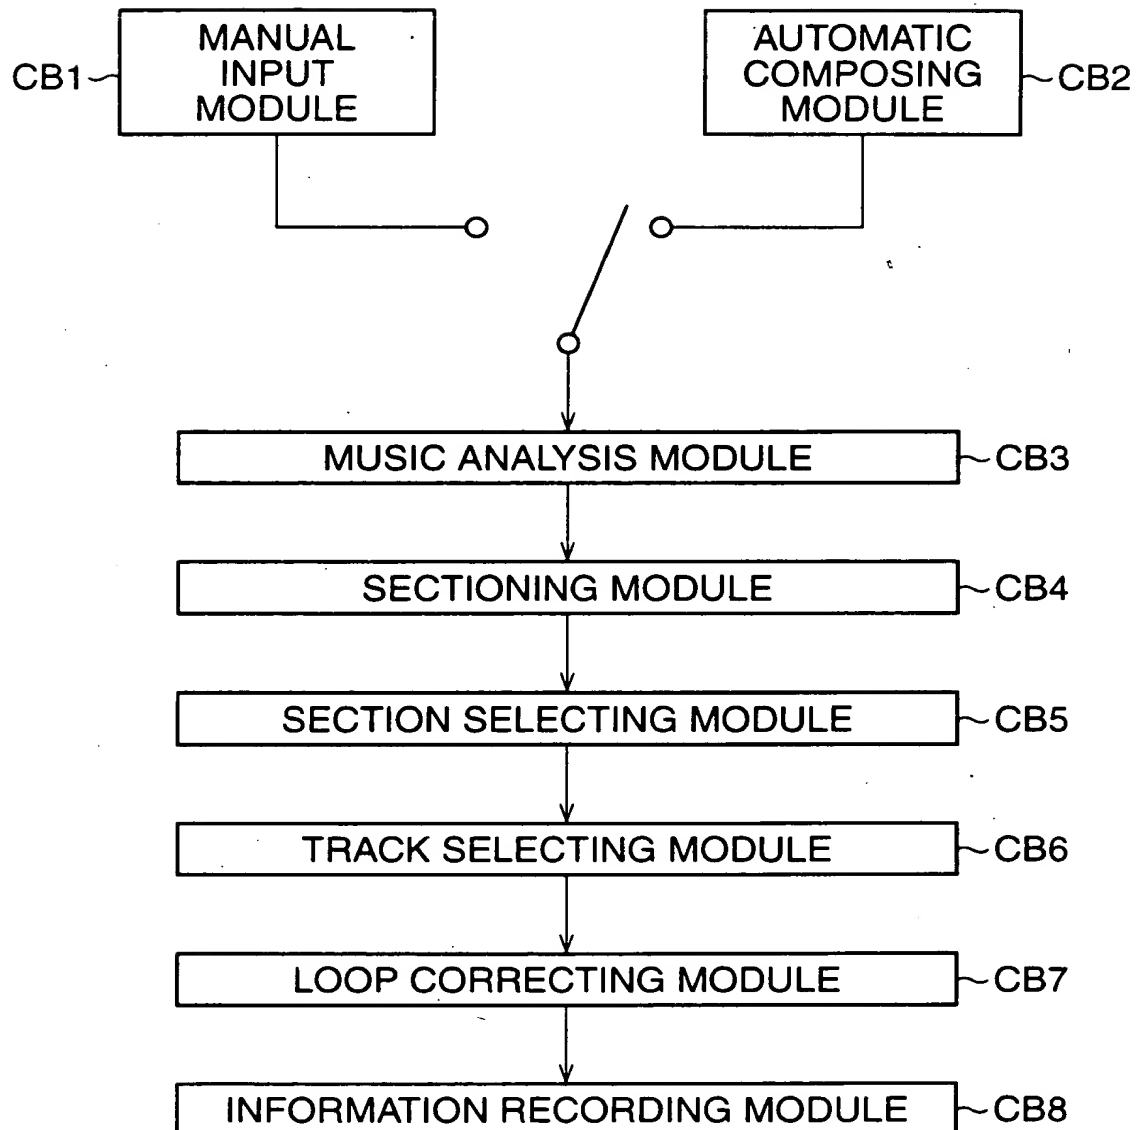 MANUAL
INPUT
MODULE
CB1
AUTOMATIC
COMPOSING
MODULE
CB2
MUSIC ANALYSIS MODULE
CB3
SECTIONING MODULE
CB4
SECTION SELECTING MODULE
CB5
TRACK SELECTING MODULE
CB6
LOOP CORRECTING MODULE
CB7
INFORMATION RECORDING MODULE
CB8